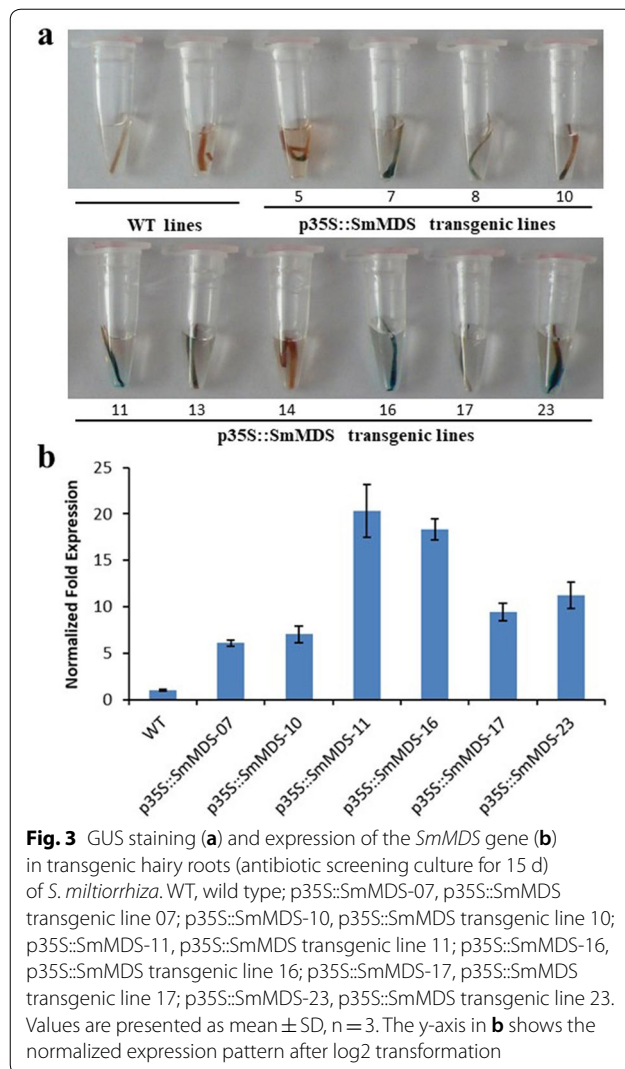 a
5 7 8 10
WT lines p35S::SmMDS transgenic lines
11 13 14 16 17 23
p35S::SmMDS transgenic lines
b
Normalized Fold Expression
25
20
15
10
5
0
WT
p35S::SmMDS-07
p35S::SmMDS-10
p35S::SmMDS-11
p35S::SmMDS-16
p35S::SmMDS-17
p35S::SmMDS-23
Fig. 3 GUS staining (a) and expression of the SmMDS gene (b)
in transgenic hairy roots (antibiotic screening culture for 15 d)
of S. miltiorrhiza. WT, wild type; p35S::SmMDS-07, p35S::SmMDS
transgenic line 07; p35S::SmMDS-10, p35S::SmMDS transgenic line 10;
p35S::SmMDS-11, p35S::SmMDS transgenic line 11; p35S::SmMDS-16,
p35S::SmMDS transgenic line 16; p35S::SmMDS-17, p35S::SmMDS
transgenic line 17; p35S::SmMDS-23, p35S::SmMDS transgenic line 23.
Values are presented as mean ± SD, n = 3. The y-axis in b shows the
normalized expression pattern after log2 transformation